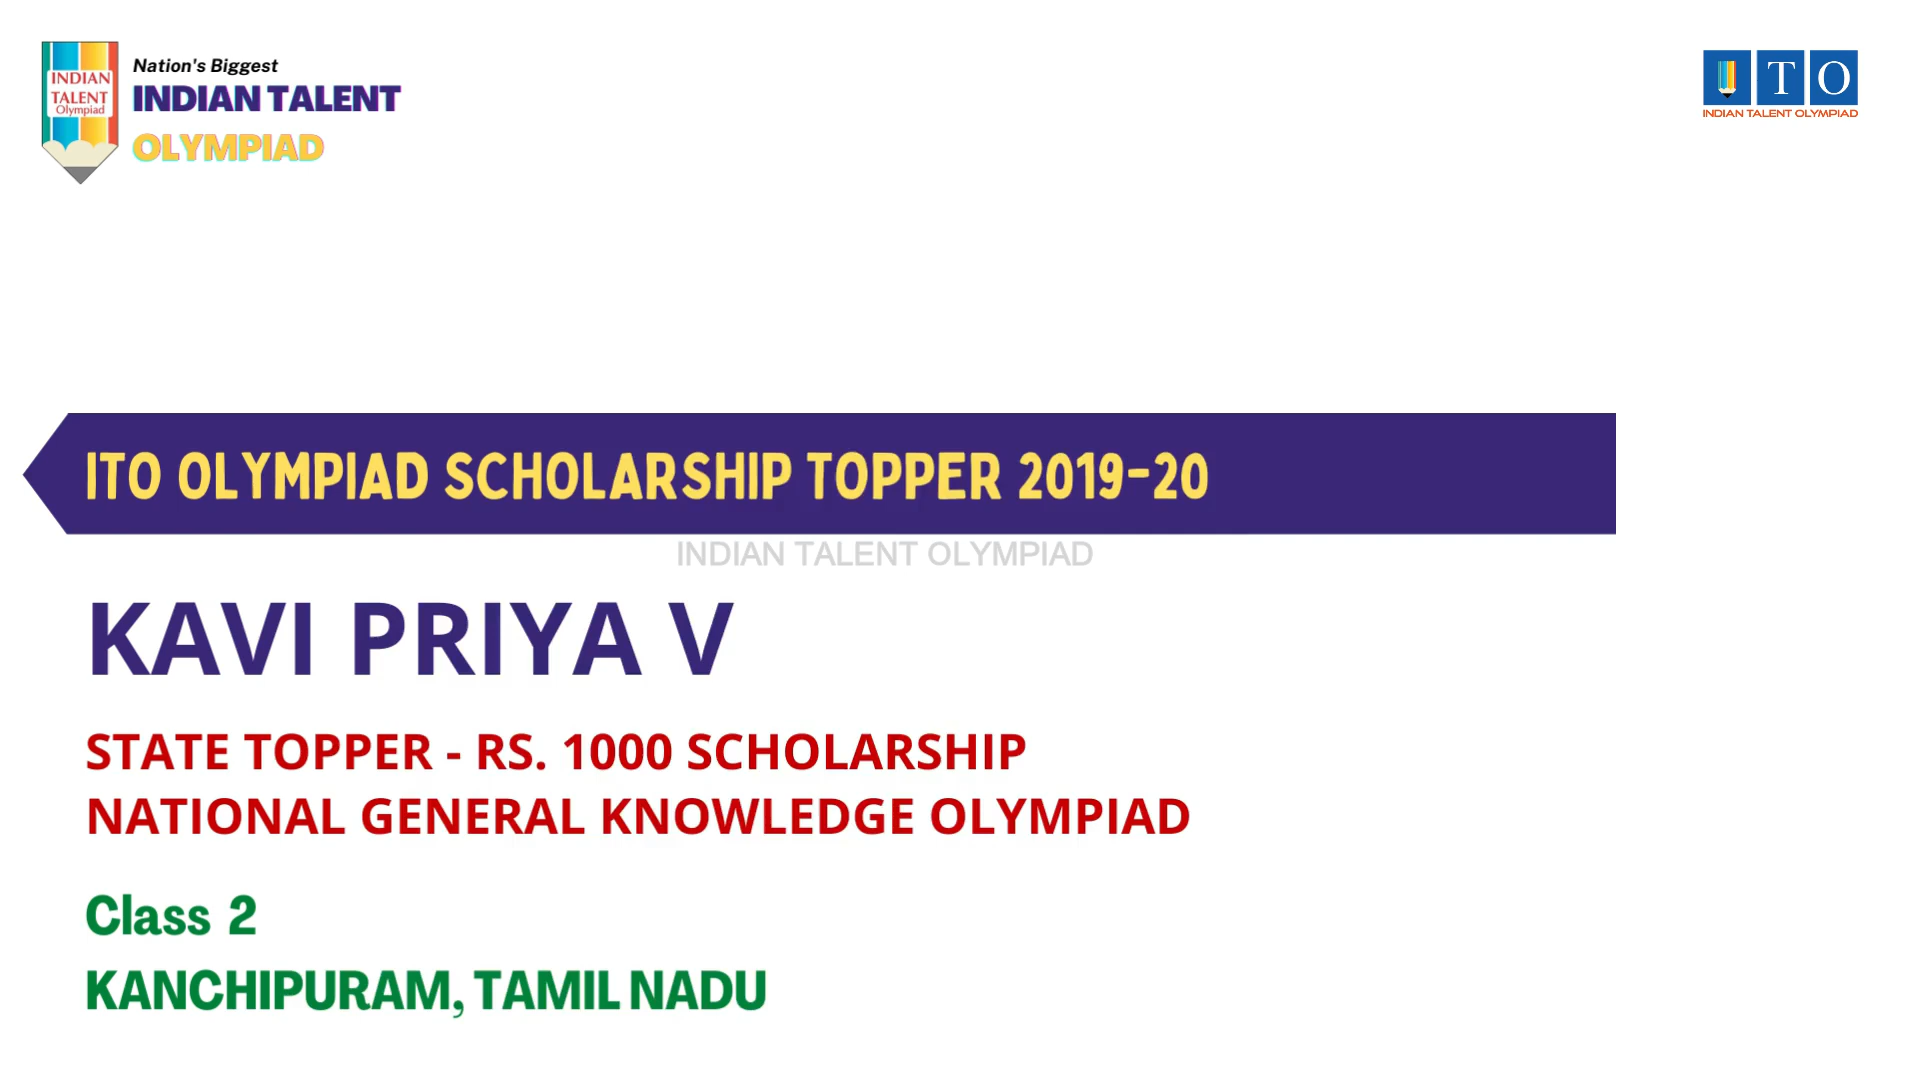 INDIAN
TALENT
Olympiad
Nation's Biggest
INDIAN TALENT
OLYMPIAD
TO
INDIAN TALENT OLYMPIAD
ITO OLYMPIAD SCHOLARSHIP TOPPER 2019-20
INDIAN TALENT OLYMPIAD
KAVI PRIYA V
STATE TOPPER - RS. 1000 SCHOLARSHIP
NATIONAL GENERAL KNOWLEDGE OLYMPIAD
Class 2
KANCHIPURAM, TAMIL NADU